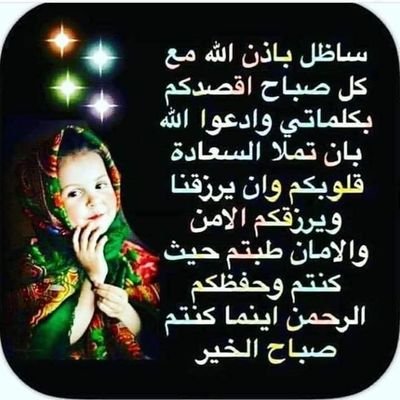 ساظل باذن الله مع
كل صباح اقصدكم
بكلماتي وادعوا الله
بان تملا السعادة
قلوبكم وان يرزقنا
ويرزقكم الامن
والامان طبتم حيث
كنتم وحفظكم
الرحمن اينما كنتم
صباح الخير